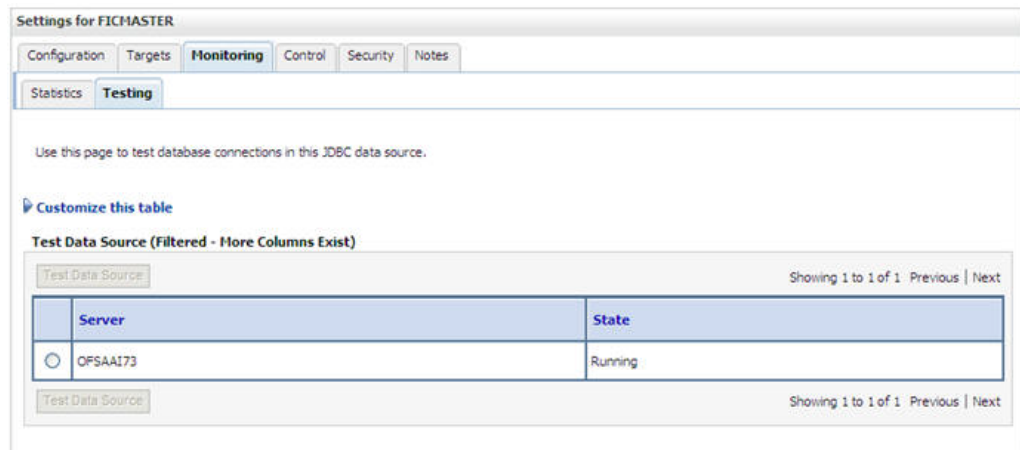 Settings for FICMASTER
Configuration Targets Monitoring Control Security Notes
Statistics Testing
Use this page to test database connections in this JDBC data source.
Customize this table
Test Data Source (Filtered - More Columns Exist)
Test Data Source Showing 1 to 1 of 1 Previous | Next
Server State
OFSAAI73 Running
Test Data Source Showing 1 to 1 of 1 Previous | Next